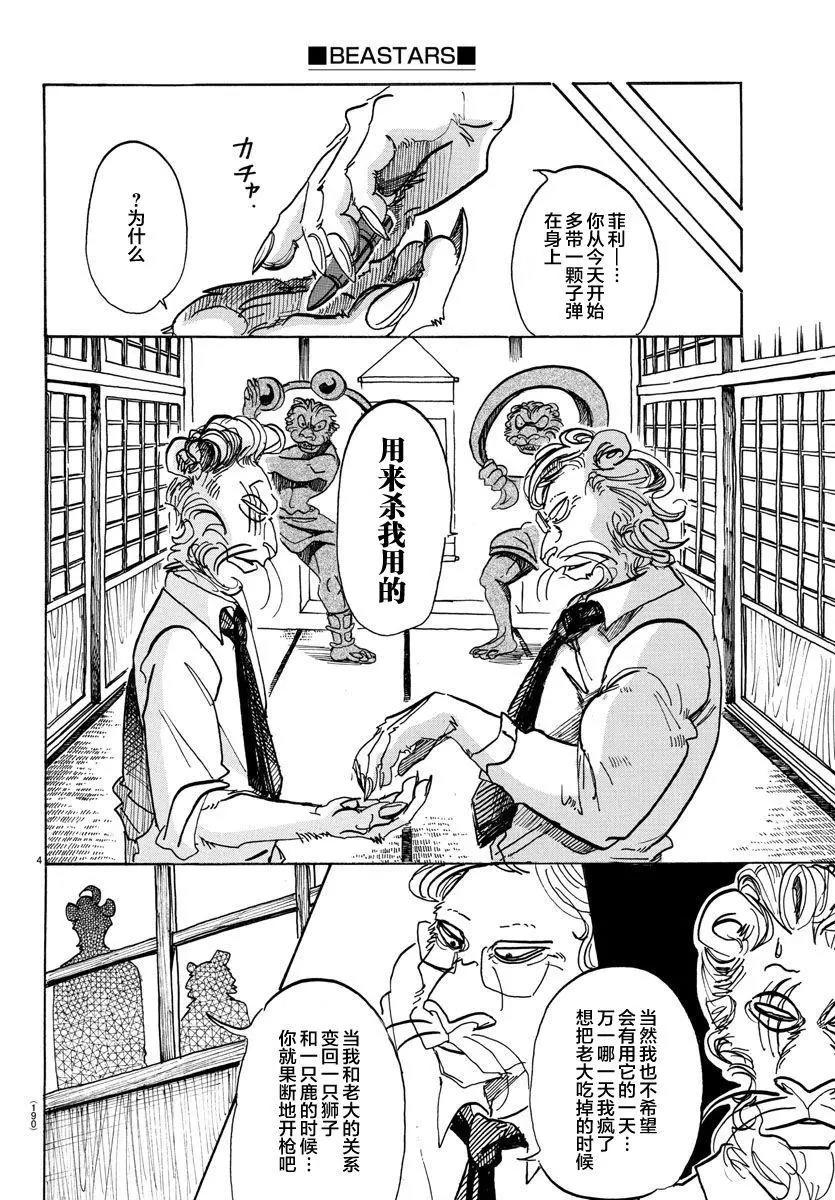 ■BEASTARS■
菲利—…
你从今天开始
多带一颗子弹
在身上
カチャ.
?为什么
用来杀我用的
4
当然我也不希望
会有用它的一天…
万一哪一天我疯了
想把老大吃掉的时候
当我和老大的关系
变回一只狮子
和一只鹿的时候…
你就果断地开枪吧
(190)